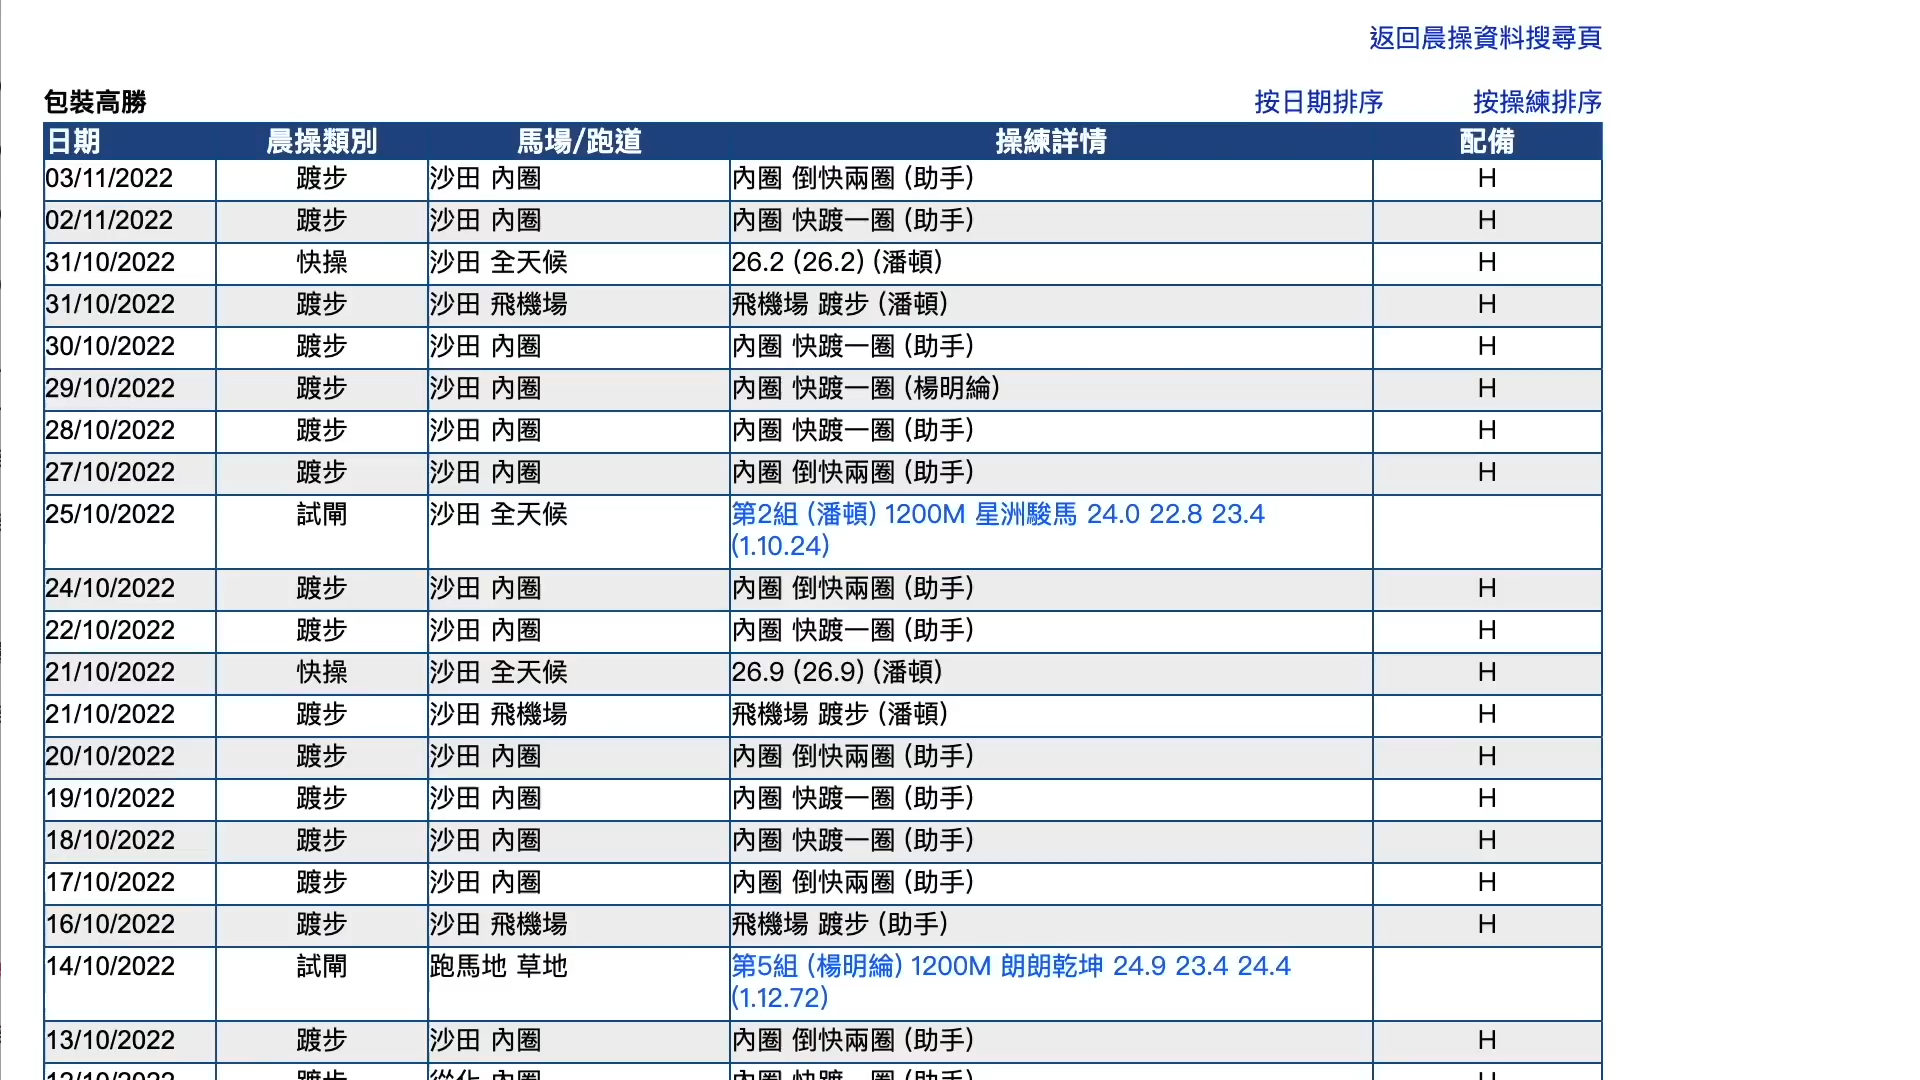 返回晨操資料搜尋頁
包裝高勝 按日期排序 按操練排序
日期 晨操類別 馬場/跑道 操練詳情 配備
03/11/2022 踱步 沙田 內圈 內圈 倒快兩圈 (助手) H
02/11/2022 踱步 沙田 內圈 內圈 快踱一圈 (助手) H
31/10/2022 快操 沙田 全天候 26.2 (26.2) (潘頓) H
31/10/2022 踱步 沙田 飛機場 飛機場 踱步 (潘頓) H
30/10/2022 踱步 沙田 內圈 內圈 快踱一圈 (助手) H
29/10/2022 踱步 沙田 內圈 內圈 快踱一圈 (楊明綸) H
28/10/2022 踱步 沙田 內圈 內圈 快踱一圈 (助手) H
27/10/2022 踱步 沙田 內圈 內圈 倒快兩圈 (助手) H
25/10/2022 試閘 沙田 全天候 第2組 (潘頓) 1200M 星洲駿馬 24.0 22.8 23.4
(1.10.24)
24/10/2022 踱步 沙田 內圈 內圈 倒快兩圈 (助手) H
22/10/2022 踱步 沙田 內圈 內圈 快踱一圈 (助手) H
21/10/2022 快操 沙田 全天候 26.9 (26.9) (潘頓) H
21/10/2022 踱步 沙田 飛機場 飛機場 踱步 (潘頓) H
20/10/2022 踱步 沙田 內圈 內圈 倒快兩圈 (助手) H
19/10/2022 踱步 沙田 內圈 內圈 快踱一圈 (助手) H
18/10/2022 踱步 沙田 內圈 內圈 快踱一圈 (助手) H
17/10/2022 踱步 沙田 內圈 內圈 倒快兩圈 (助手) H
16/10/2022 踱步 沙田 飛機場 飛機場 踱步 (助手) H
14/10/2022 試閘 跑馬地 草地 第5組 (楊明綸) 1200M 朗朗乾坤 24.9 23.4 24.4
(1.12.72)
13/10/2022 踱步 沙田 內圈 內圈 倒快兩圈 (助手) H
12/10/2022 踱步 從化 內圈 內圈 快踱一圈 (助手) H